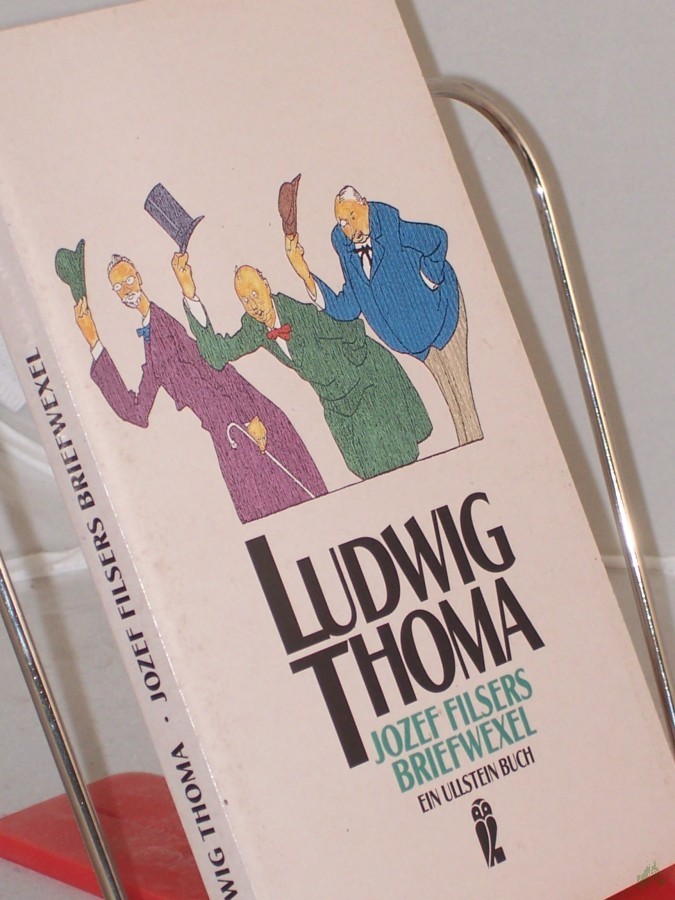 LUDWIG
THOMA
JOZEF FILSERS
BRIEFWEXEL
EIN ULLSTEIN BUCH
WIG THOMA · JOZEF FILSERS BRIEFWEXEL